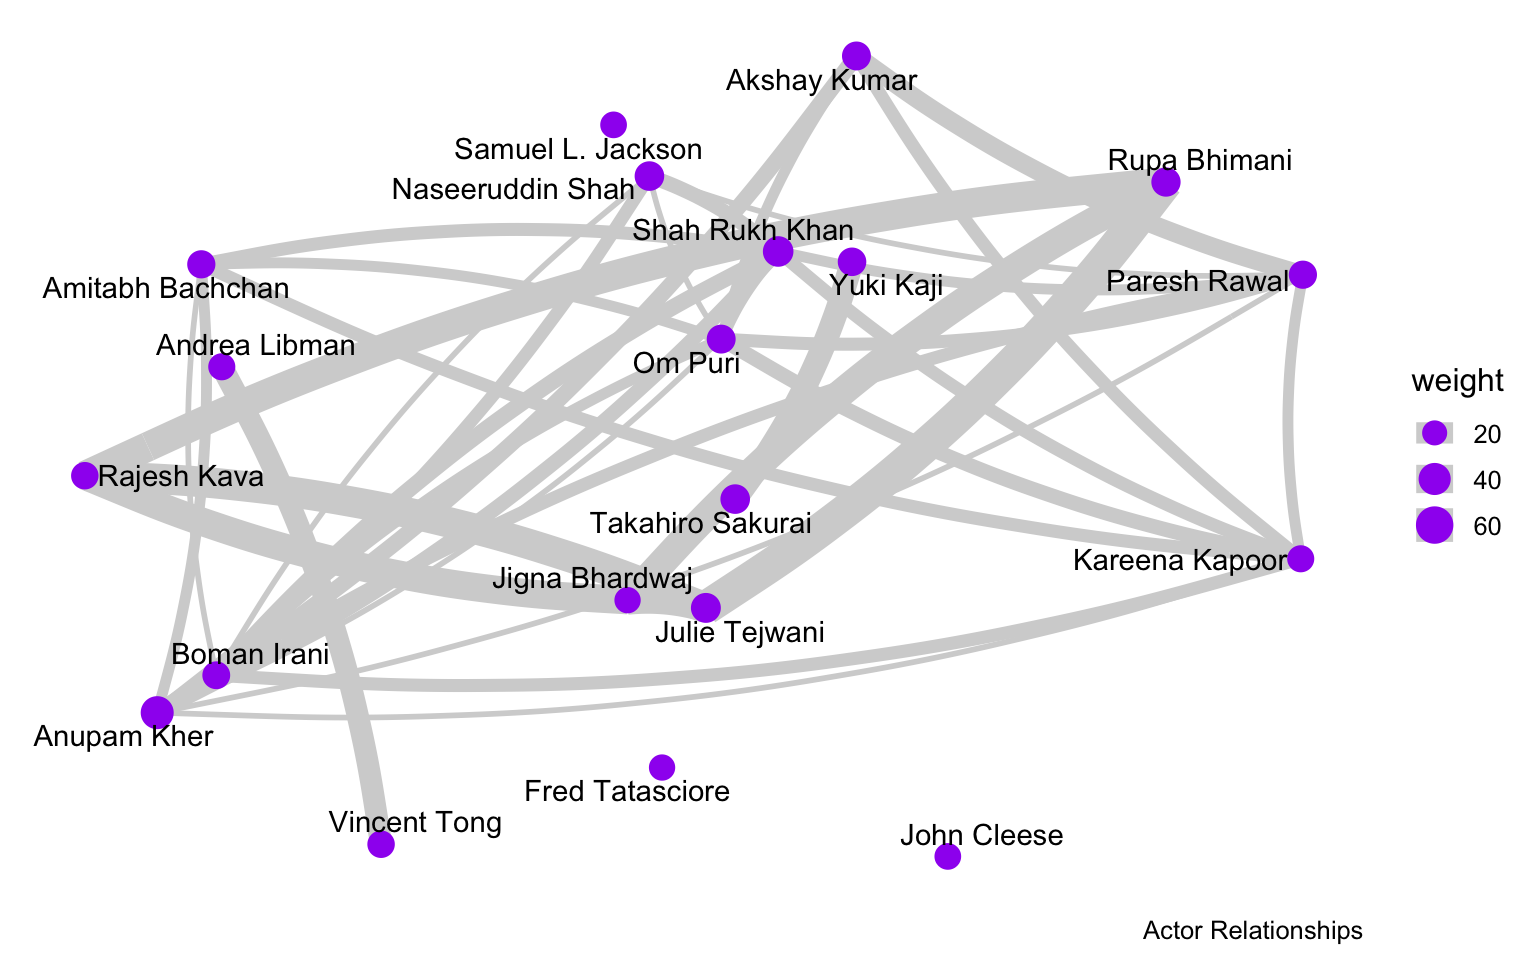 Akshay Kumar
Samuel L. Jackson
Rupa Bhimani
Naseeruddin Shah
Shah Rukh Khan
Paresh Rawal
Yuki Kaji
Amitabh Bachchan
Andrea Libman
Om Puri
weight
20
40
60
Rajesh Kava
Takahiro Sakurai
Kareena Kapoor
Jigna Bhardwaj
Julie Tejwani
Boman Irani
Anupam Kher
Fred Tatasciore
Vincent Tong
John Cleese
Actor Relationships